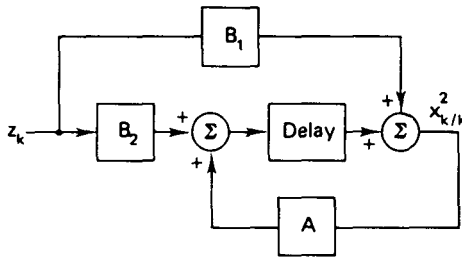 B₁
+
x²ₖ/ₖ
zₖ
B₂
+
Σ
Delay
+
Σ
+
A